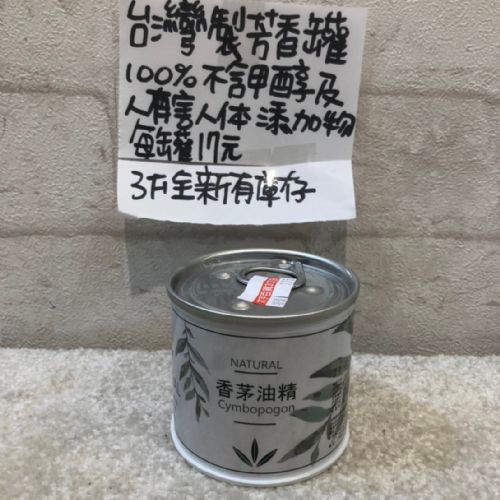 台灣製芳香罐
100%不含甲醇及
人有害人体添加物
每罐17元
3折全新有庫存
NATURAL
香茅油精
Cymbopogon